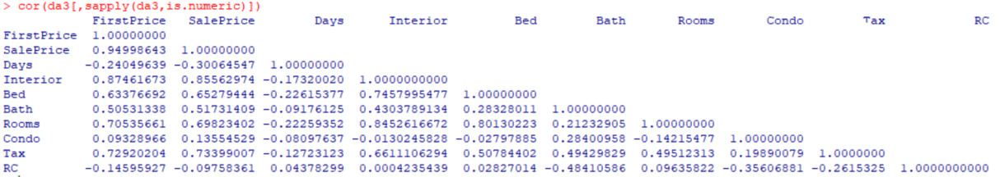 > cor(da3[,sapply(da3,is.numeric)])
FirstPrice SalePrice Days Interior Bed Bath Rooms Condo Tax RC
FirstPrice 1.00000000
SalePrice 0.94998643 1.00000000
Days -0.24049639 -0.30064547 1.00000000
Interior 0.87461673 0.85562974 -0.17320020 1.0000000000
Bed 0.63376692 0.65279444 -0.22615377 0.7457995477 1.00000000
Bath 0.50531338 0.51731409 -0.09176125 0.4303789134 0.28328011 1.00000000
Rooms 0.70535661 0.69823402 -0.22259352 0.8452616672 0.80130223 0.21232905 1.00000000
Condo 0.09328966 0.13554529 -0.08097637 -0.0130245828 -0.02797885 0.28400958 -0.14215477 1.00000000
Tax 0.72920204 0.73399007 -0.12723123 0.6611106294 0.50784402 0.49429829 0.49512313 0.19890079 1.0000000
RC -0.14595927 -0.09758361 0.04378299 0.0004235439 0.02827014 -0.48410586 0.09635822 -0.35606881 -0.2615325 1.0000000000